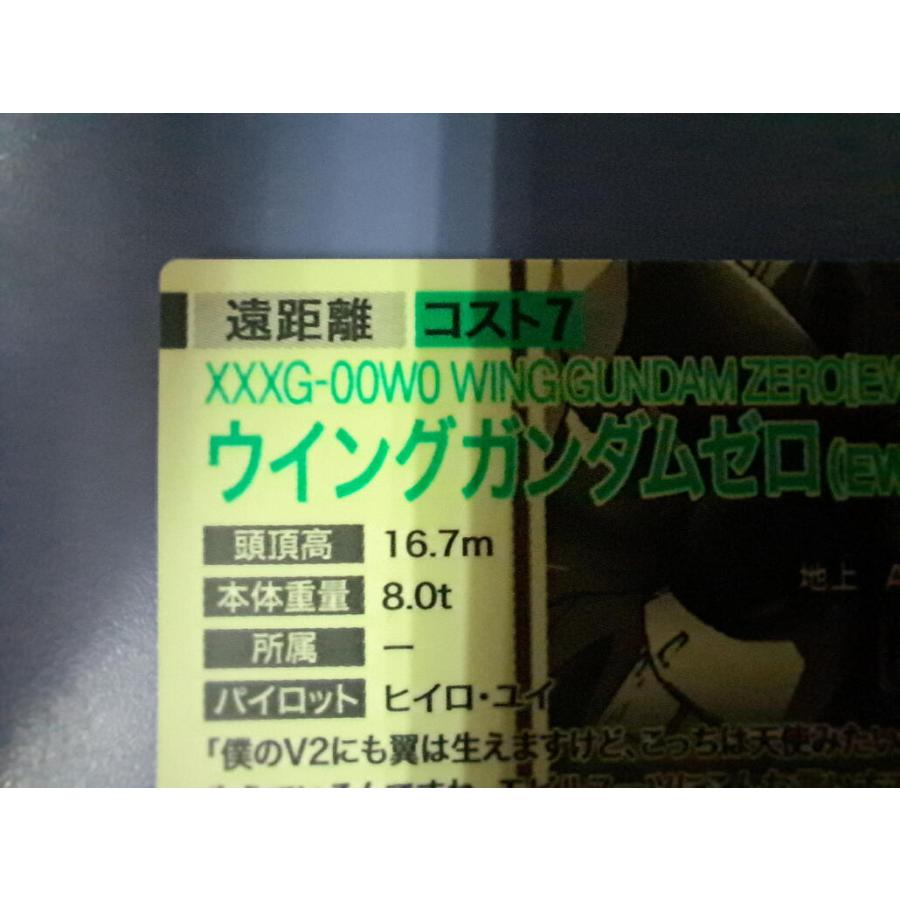 遠距離 コスト7
XXXG-00W0 WING GUNDAM ZERO[EW
ウイングガンダムゼロ(EW
頭頂高 16.7m
本体重量 8.0t
地上
所属 ー
パイロット ヒイロ・ユイ
「僕のV2にも翼は生えますけど、こっちは天使みたい